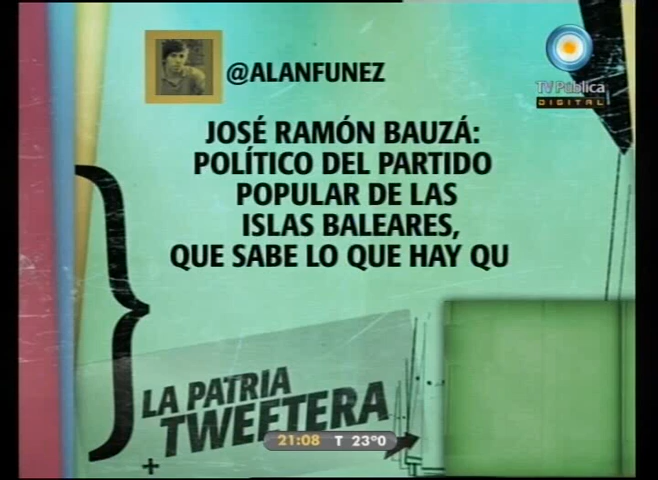 @ALANFUNEZ
TV Pública
DIGITAL
JOSÉ RAMÓN BAUZÁ:
POLÍTICO DEL PARTIDO
POPULAR DE LAS
ISLAS BALEARES,
QUE SABE LO QUE HAY QU
LA PATRIA
TWEETERA
21:08 T 23º0